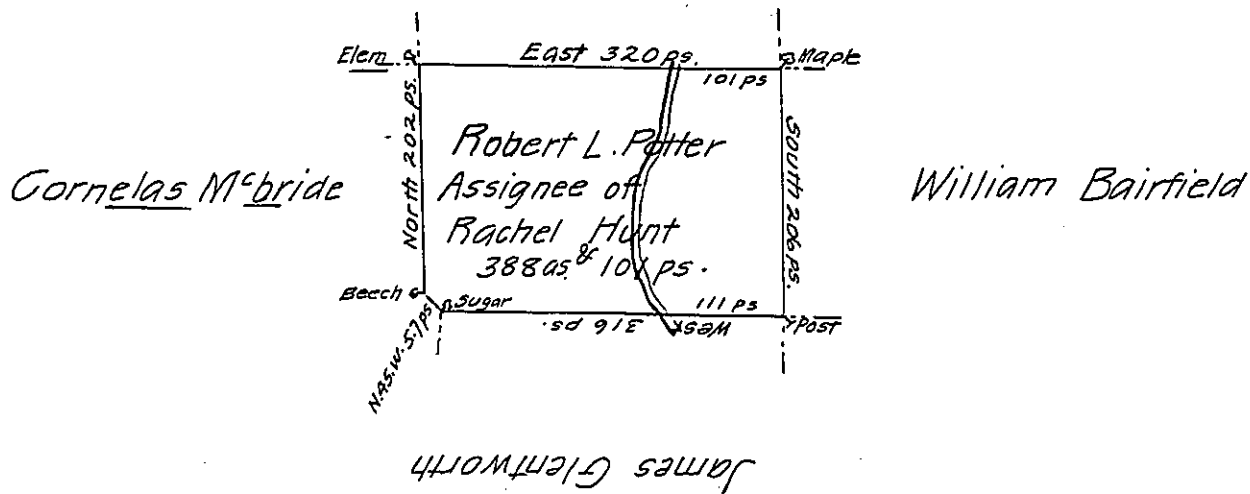 Elem
East 320 ps.
Maple
101 ps
North 202 ps.
South 206 ps.
Robert L. Potter
Assignee of
Rachel Hunt
388 as. & 101 ps.
Cornelas Mcbride
William Bairfield
Beech
Sugar
111 ps
Post
West 316 ps.
N.45.W. 5.7 ps
James Glentworth